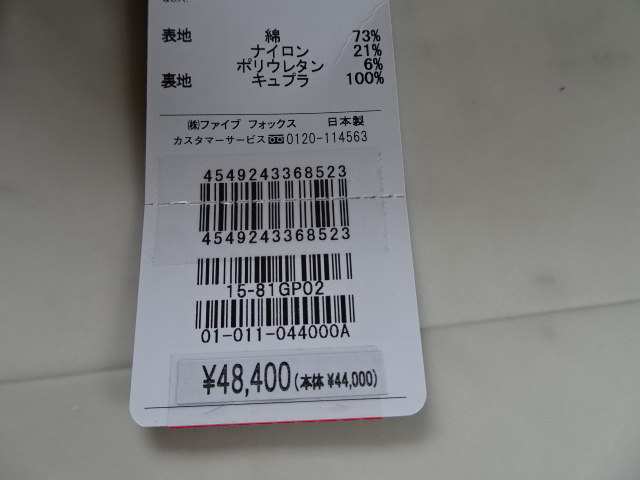 表地 綿 73%
ナイロン 21%
ポリウレタン 6%
裏地 キュプラ 100%
㈱ファイブ フォックス 日本製
カスタマーサービス 0120-114563
4549243368523
4549243368523
15-81GP02
01-011-044000A
¥48,400(本体 ¥44,000)